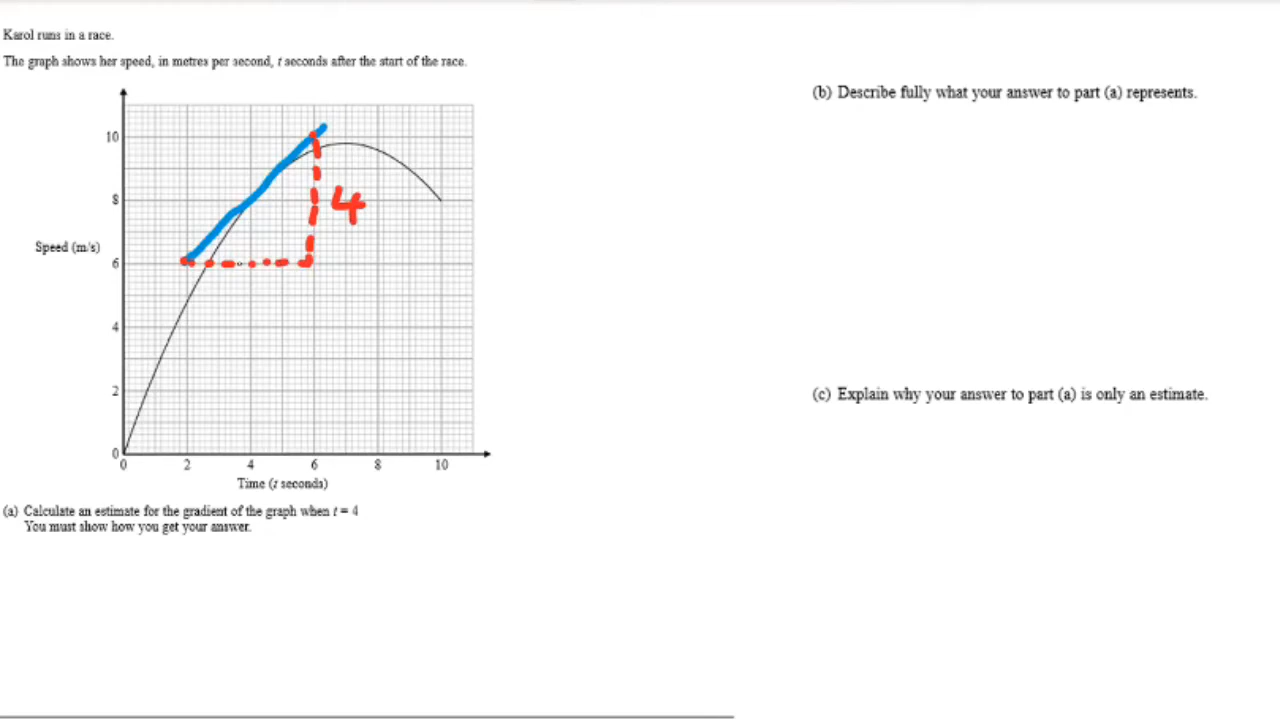 Karol runs in a race.
The graph shows her speed, in metres per second, t seconds after the start of the race.
10
8
6
4
2
0
Speed (m/s)
4
0 2 4 6 8 10
Time (t seconds)
(a) Calculate an estimate for the gradient of the graph when t = 4
You must show how you get your answer.
(b) Describe fully what your answer to part (a) represents.
(c) Explain why your answer to part (a) is only an estimate.